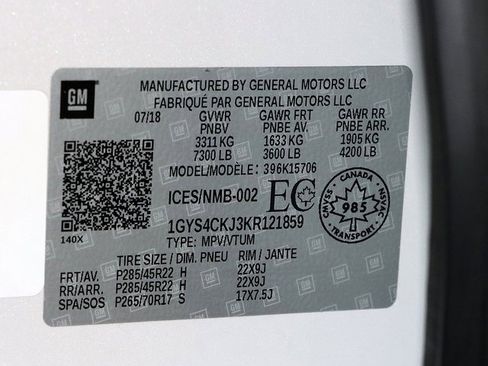 GM
MANUFACTURED BY GENERAL MOTORS LLC
FABRIQUÉ PAR GENERAL MOTORS LLC
07/18 GVWR GAWR FRT GAWR RR
PNBV PNBE AV. PNBE ARR.
3311 KG 1633 KG 1905 KG
7300 LB 3600 LB 4200 LB
MODEL/MODÈLE: 396K15706
ICES/NMB-002 EC
CANADA
985
NSVAC
TRANSPORT
1GYS4CKJ3KR121859
140X
TYPE: MPV/VTUM
TIRE SIZE / DIM. PNEU RIM / JANTE
FRT/AV. P285/45R22 H 22X9J
RR/ARR. P285/45R22 H 22X9J
SPA/SOS P265/70R17 S 17X7.5J